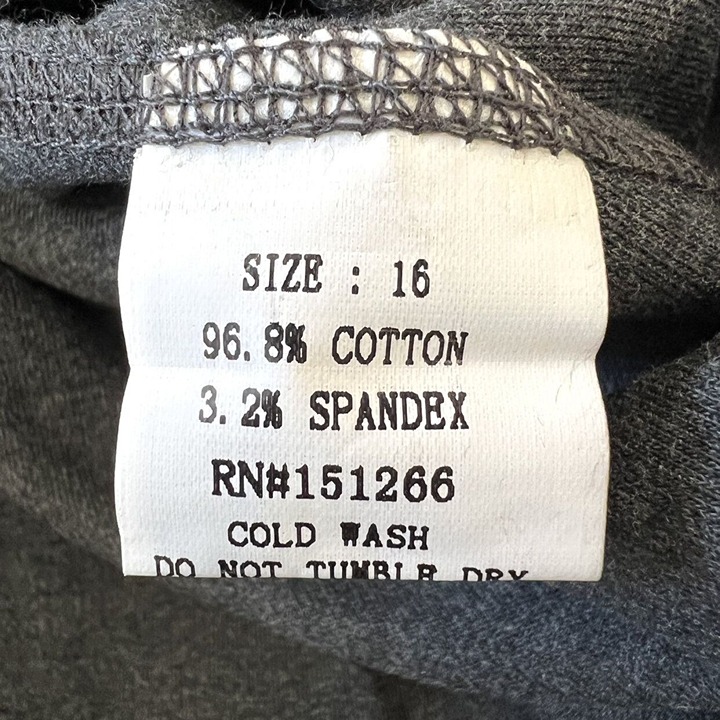 SIZE : 16
96.8% COTTON
3.2% SPANDEX
RN#151266
COLD WASH
DO NOT TUMBLE DRY